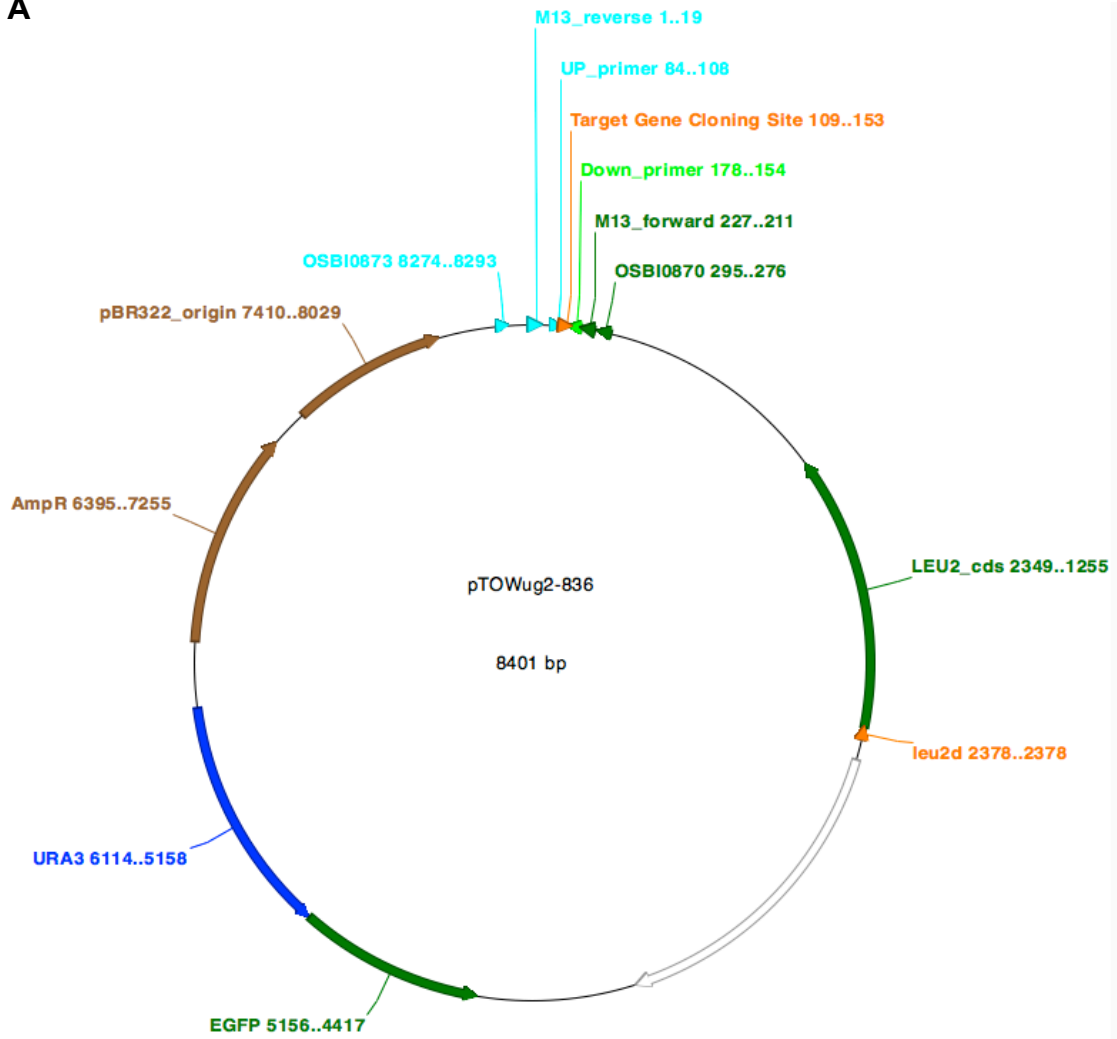 A
M13_reverse 1..19
UP_primer 84..108
Target Gene Cloning Site 109..153
Down_primer 178..154
M13_forward 227..211
OSBI0873 8274..8293
OSBI0870 295..276
pBR322_origin 7410..8029
AmpR 6395..7255
LEU2_cds 2349..1255
pTOWug2-836
8401 bp
leu2d 2378..2378
URA3 6114..5158
EGFP 5156..4417